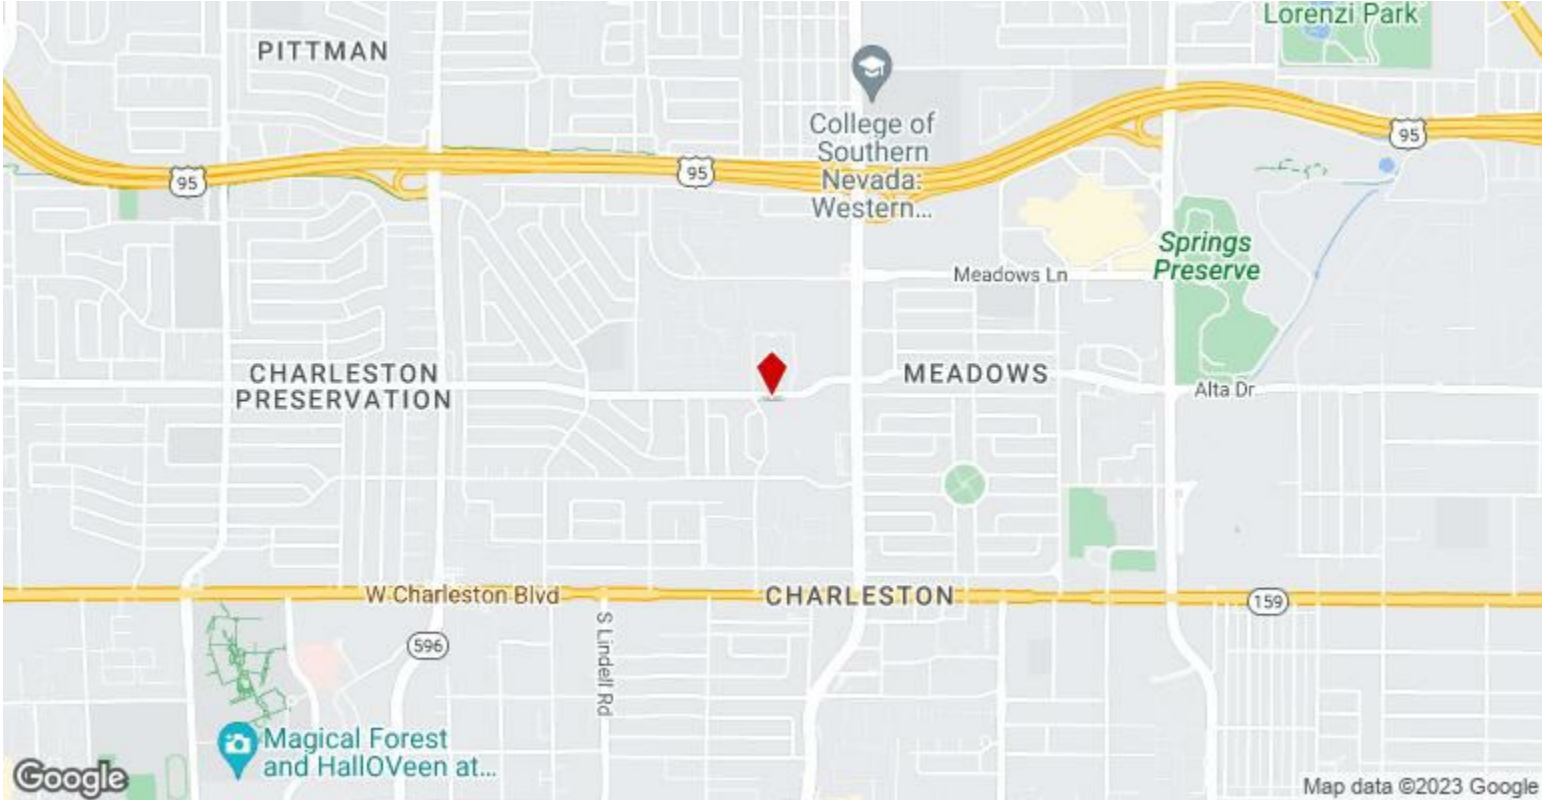 Lorenzi Park
PITTMAN
College of
Southern
Nevada:
Western...
95
95
95
Springs
Preserve
Meadows Ln
CHARLESTON
PRESERVATION
MEADOWS
Alta Dr
W Charleston Blvd
CHARLESTON
159
596
S Lindell Rd
Magical Forest
and HallOVeen at...
Google
Map data ©2023 Google